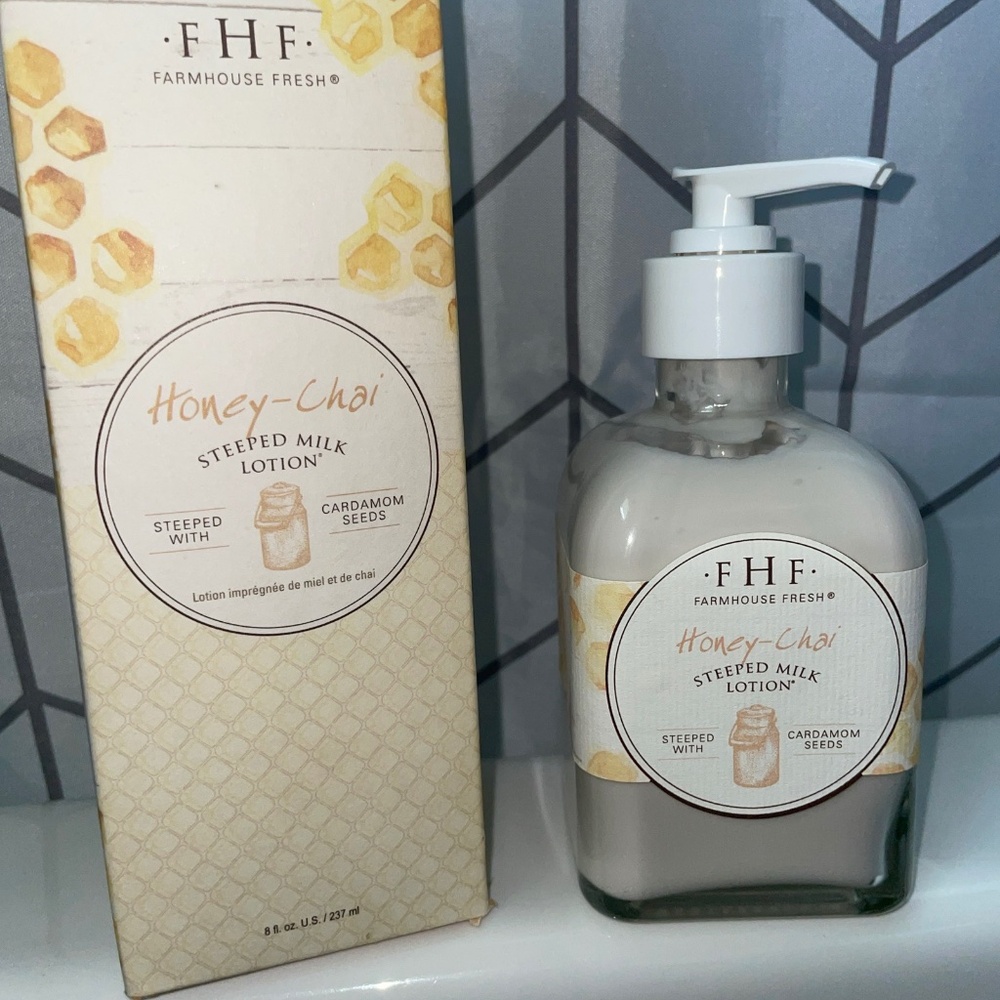 ·FHF·
FARMHOUSE FRESH®
Honey-Chai
STEEPED MILK
LOTION®
STEEPED
WITH
CARDAMOM
SEEDS
Lotion imprégnée de miel et de chai
8 fl. oz. U.S. / 237 ml
·FHF·
FARMHOUSE FRESH®
Honey-Chai
STEEPED MILK
LOTION®
STEEPED
WITH
CARDAMOM
SEEDS